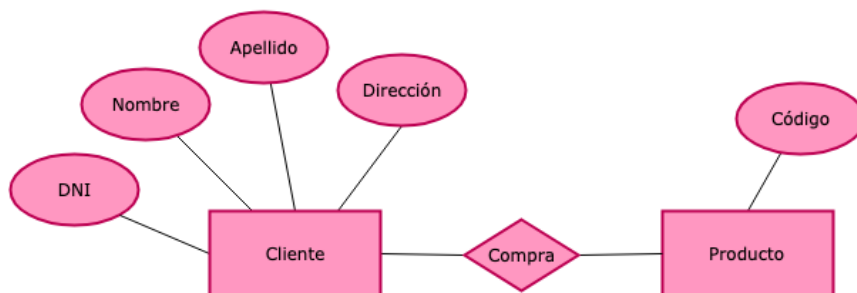 Apellido
Dirección
Nombre
Código
DNI
Cliente
Compra
Producto